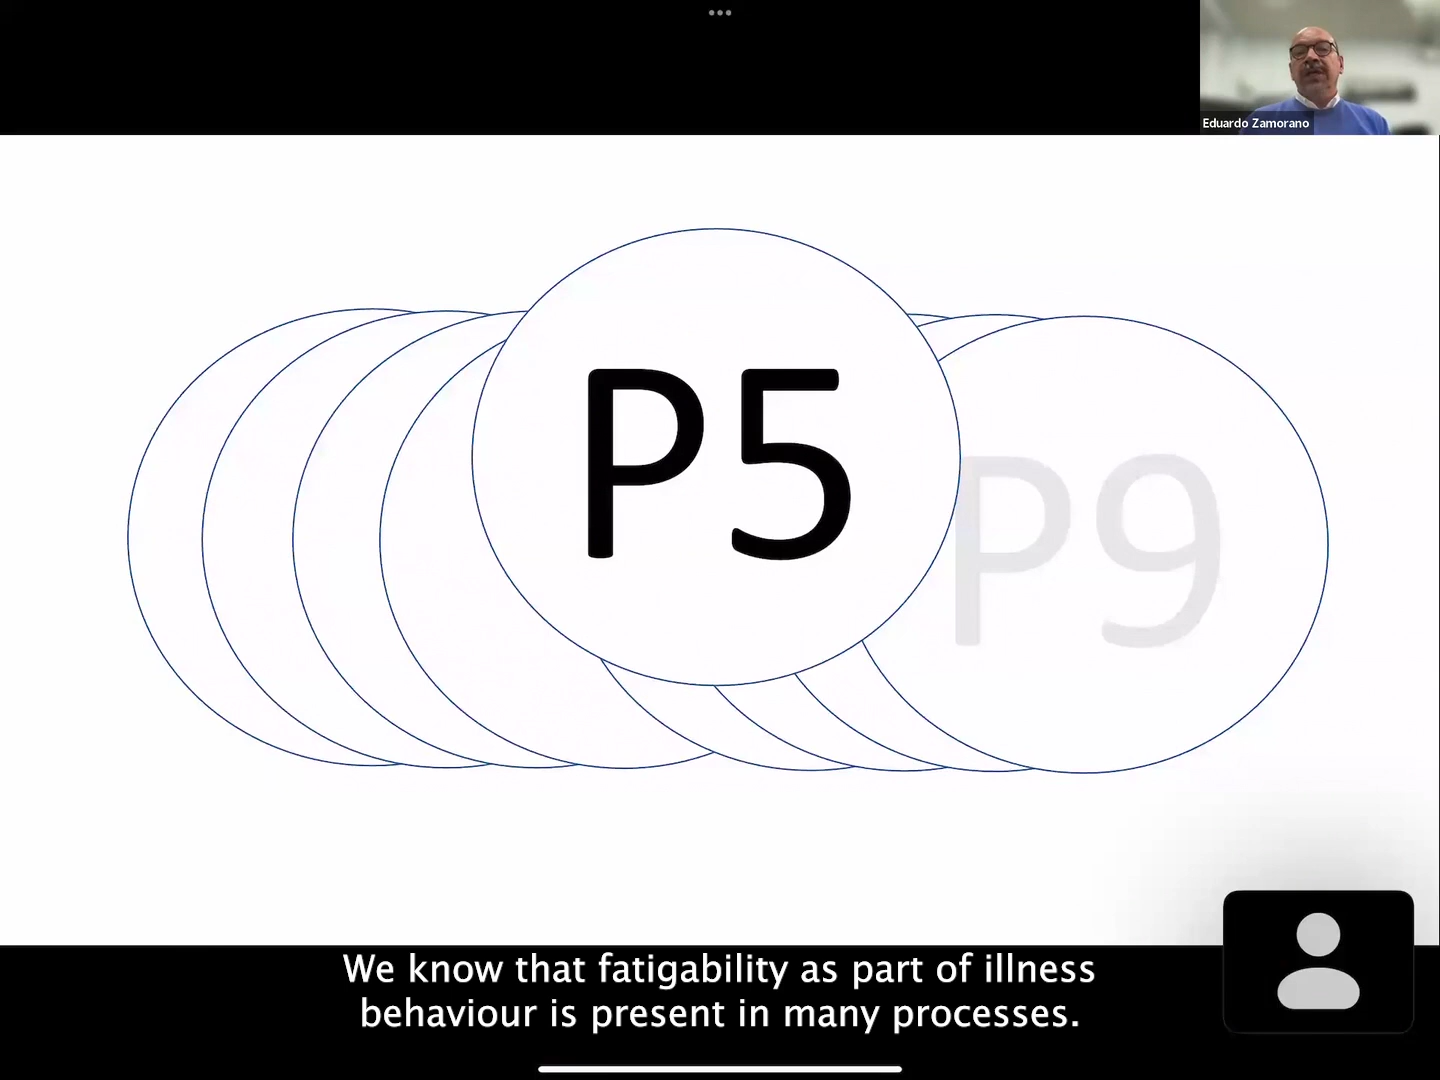 Eduardo Zamorano
P5
P9
We know that fatigability as part of illness
behaviour is present in many processes.